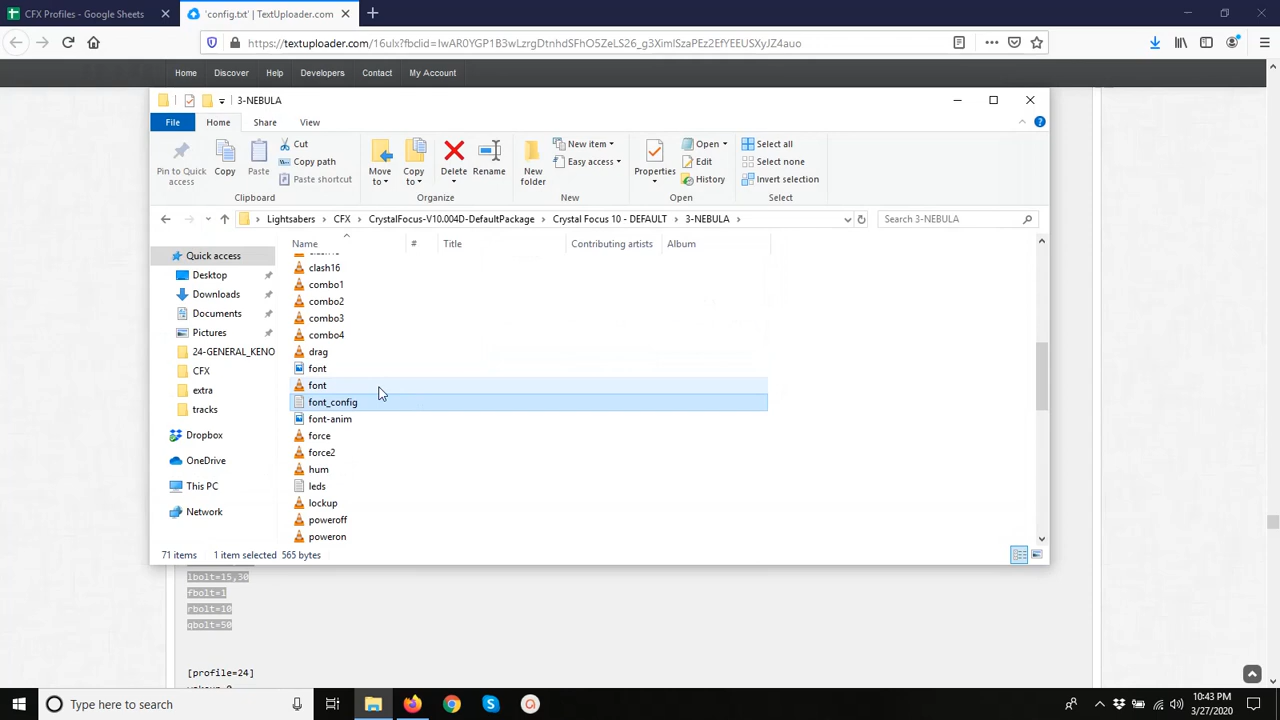 CFX Profiles - Google Sheets
'config.txt' | TextUploader.com
https://textuploader.com/16ulx?fbclid=IwAR0YGP1B3wLzrgDtnhdSFhO5ZeLS26_g3XimISzaPEz2EfYEEUSXyJZ4auo
Home Discover Help Developers Contact My Account
3-NEBULA
File Home Share View
Pin to Quick access
Copy
Paste
Cut
Copy path
Paste shortcut
Move to
Copy to
Delete
Rename
New folder
New item
Easy access
Properties
Open
Edit
History
Select all
Select none
Invert selection
Clipboard Organize New Open Select
Lightsabers > CFX > CrystalFocus-V10.004D-DefaultPackage > Crystal Focus 10 - DEFAULT > 3-NEBULA >
Search 3-NEBULA
Name # Title Contributing artists Album
Quick access
Desktop
Downloads
Documents
Pictures
24-GENERAL_KENO
CFX
extra
tracks
Dropbox
OneDrive
This PC
Network
clash16
combo1
combo2
combo3
combo4
drag
font
font
font_config
font-anim
force
force2
hum
leds
lockup
poweroff
poweron
71 items 1 item selected 565 bytes
lbolt=15,30
fbolt=1
rbolt=10
qbolt=50
[profile=24]
Type here to search
10:43 PM
3/27/2020